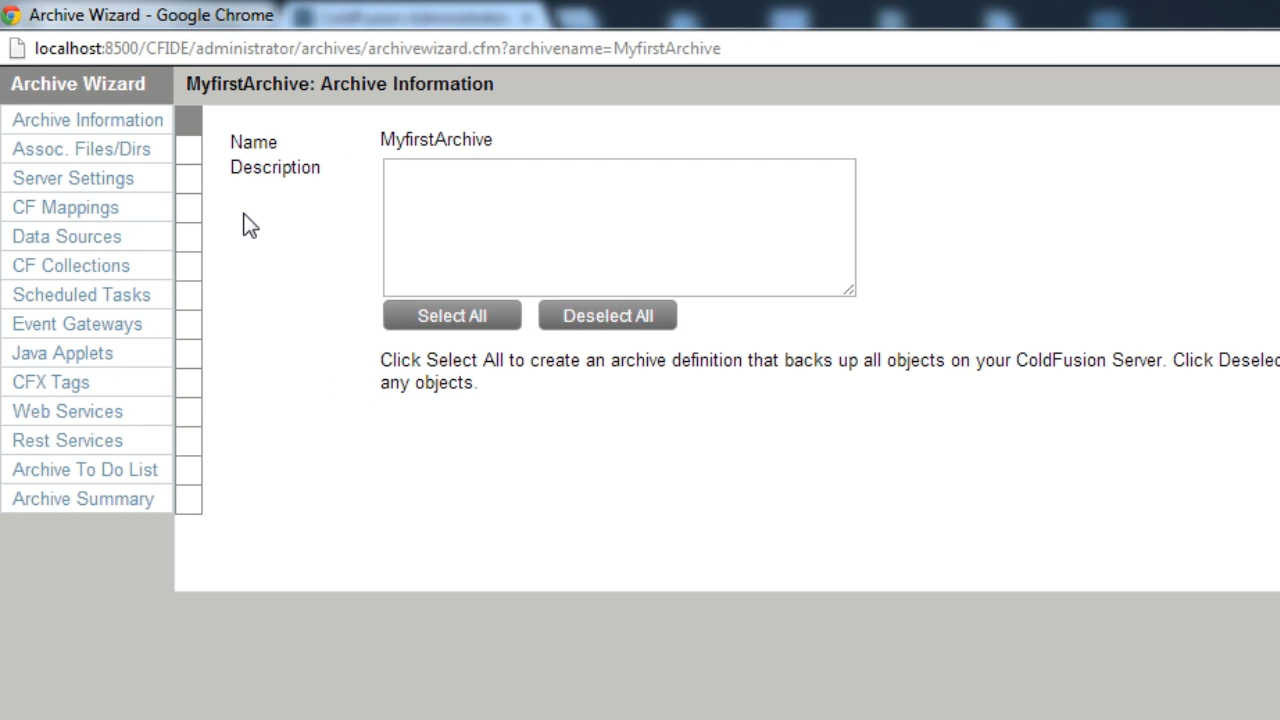 Archive Wizard - Google Chrome
localhost:8500/CFIDE/administrator/archives/archivewizard.cfm?archivename=MyfirstArchive
Archive Wizard
MyfirstArchive: Archive Information
Archive Information
Assoc. Files/Dirs
Server Settings
CF Mappings
Data Sources
CF Collections
Scheduled Tasks
Event Gateways
Java Applets
CFX Tags
Web Services
Rest Services
Archive To Do List
Archive Summary
Name
MyfirstArchive
Description
Select All
Deselect All
Click Select All to create an archive definition that backs up all objects on your ColdFusion Server. Click Deselec
any objects.